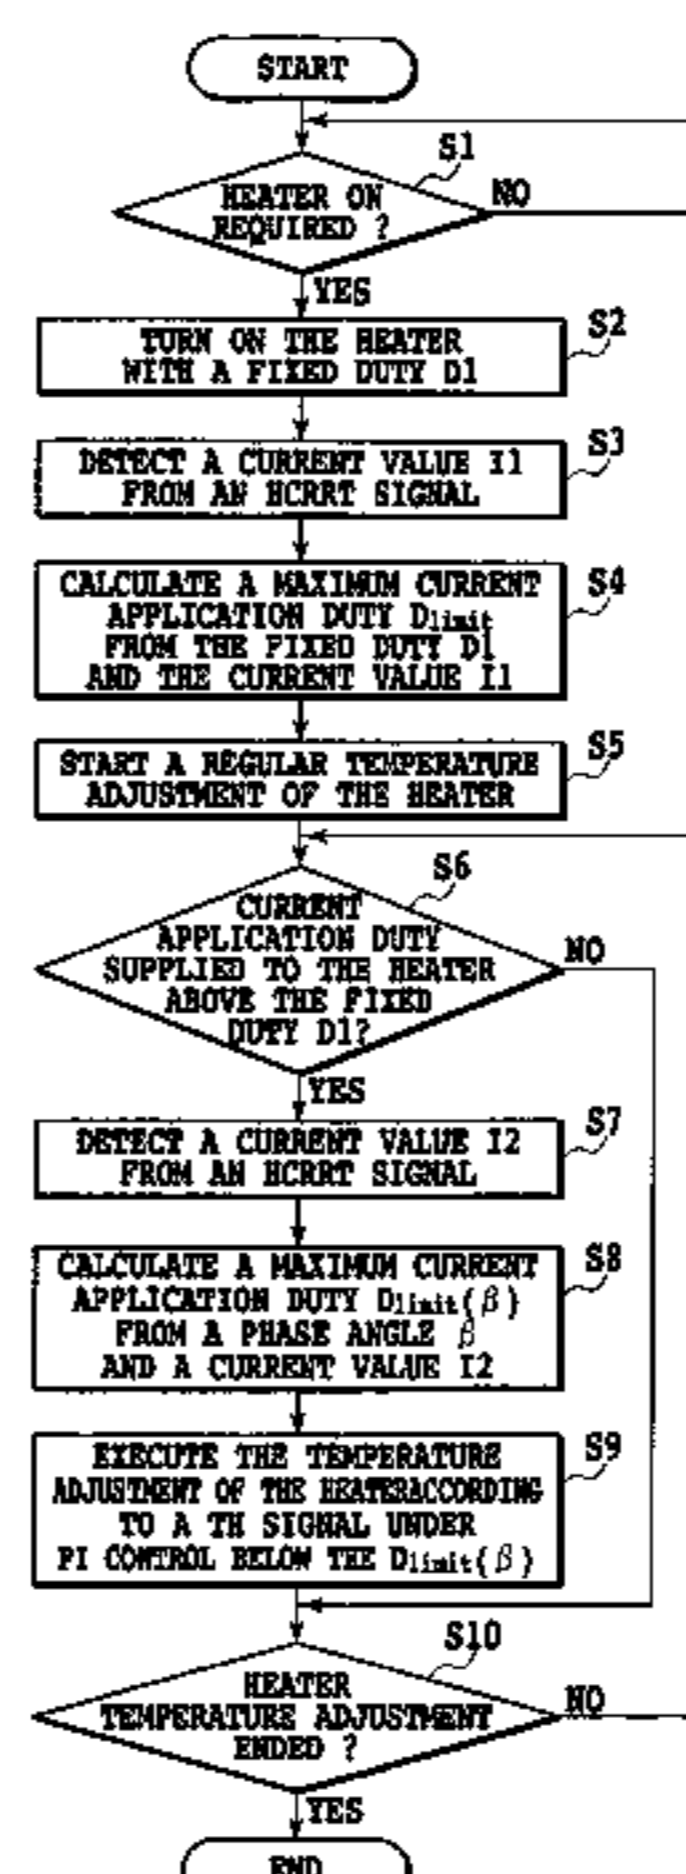 START
S1
HEATER ON
REQUIRED ?
NO
YES
S2
TURN ON THE HEATER
WITH A FIXED DUTY D1
S3
DETECT A CURRENT VALUE I1
FROM AN HCRRT SIGNAL
S4
CALCULATE A MAXIMUM CURRENT
APPLICATION DUTY Dlimit
FROM THE FIXED DUTY D1
AND THE CURRENT VALUE I1
S5
START A REGULAR TEMPERATURE
ADJUSTMENT OF THE HEATER
S6
CURRENT
APPLICATION DUTY
SUPPLIED TO THE HEATER
ABOVE THE FIXED
DUTY D1?
NO
YES
S7
DETECT A CURRENT VALUE I2
FROM AN HCRRT SIGNAL
S8
CALCULATE A MAXIMUM CURRENT
APPLICATION DUTY Dlimit(β)
FROM A PHASE ANGLE β
AND A CURRENT VALUE I2
S9
EXECUTE THE TEMPERATURE
ADJUSTMENT OF THE HEATERACCORDING
TO A TH SIGNAL UNDER
PI CONTROL BELOW THE Dlimit(β)
S10
HEATER
TEMPERATURE ADJUSTMENT
ENDED ?
NO
YES
END